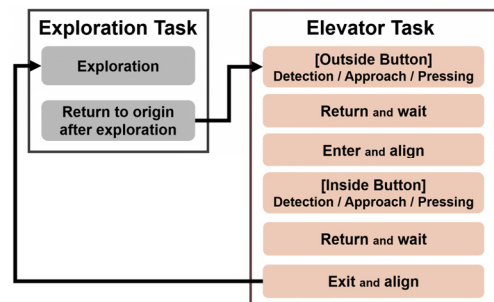 Exploration Task
Exploration
Return to origin
after exploration
Elevator Task
[Outside Button]
Detection / Approach / Pressing
Return and wait
Enter and align
[Inside Button]
Detection / Approach / Pressing
Return and wait
Exit and align